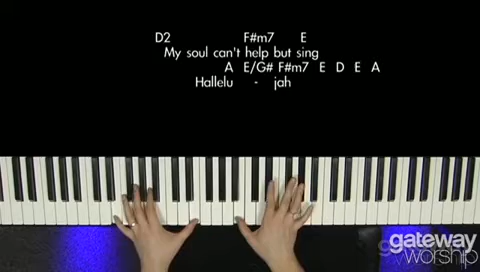 D2 F#m7 E
My soul can't help but sing
A E/G# F#m7 E D E A
Hallelu - jah
gateway
worship